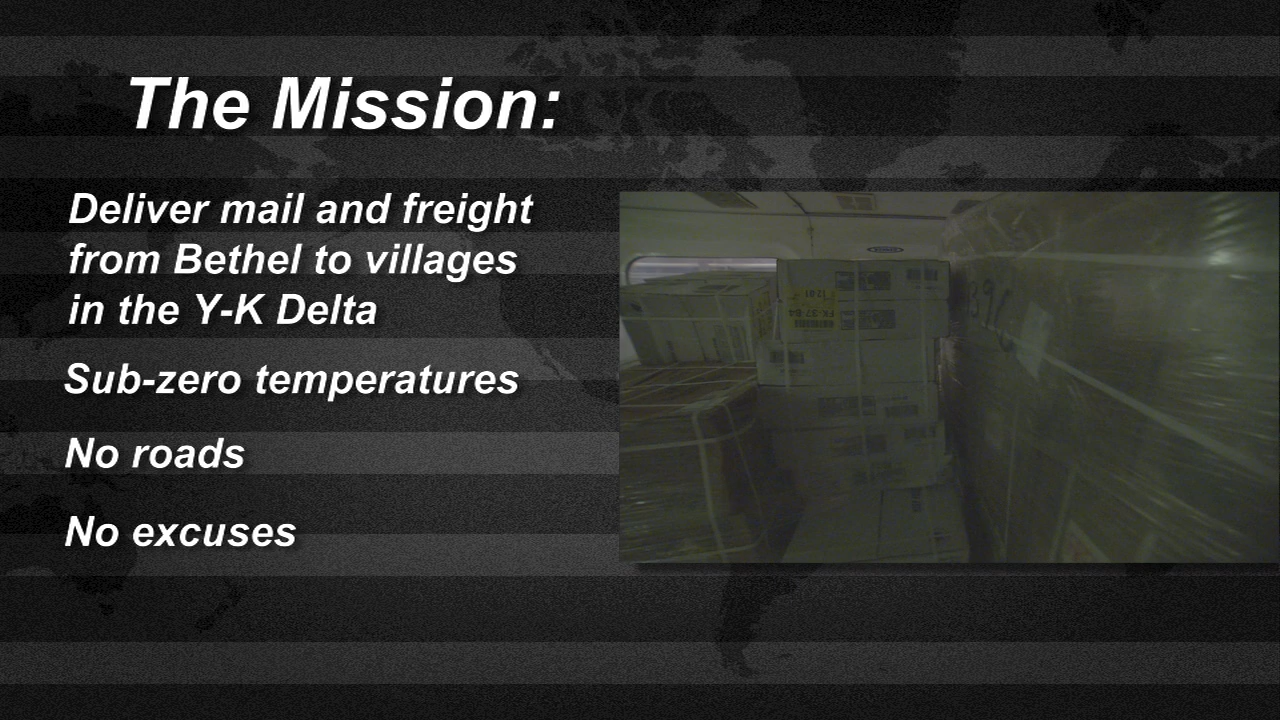 The Mission:
Deliver mail and freight
from Bethel to villages
in the Y-K Delta
Sub-zero temperatures
No roads
No excuses